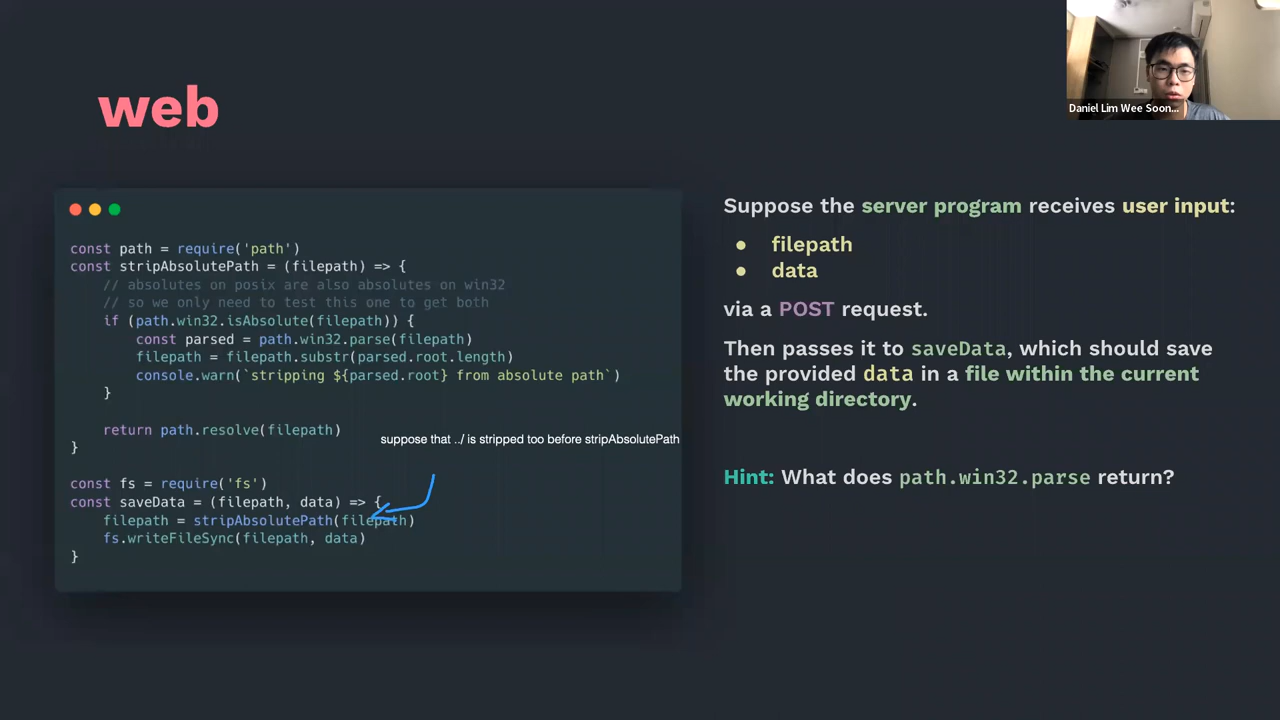 Daniel Lim Wee Soon...
web
const path = require('path')
const stripAbsolutePath = (filepath) => {
// absolutes on posix are also absolutes on win32
// so we only need to test this one to get both
if (path.win32.isAbsolute(filepath)) {
const parsed = path.win32.parse(filepath)
filepath = filepath.substr(parsed.root.length)
console.warn(`stripping ${parsed.root} from absolute path`)
}
return path.resolve(filepath)
}
suppose that ../ is stripped too before stripAbsolutePath
const fs = require('fs')
const saveData = (filepath, data) => {
filepath = stripAbsolutePath(filepath)
fs.writeFileSync(filepath, data)
}
Suppose the server program receives user input:
● filepath
● data
via a POST request.
Then passes it to saveData, which should save
the provided data in a file within the current
working directory.
Hint: What does path.win32.parse return?